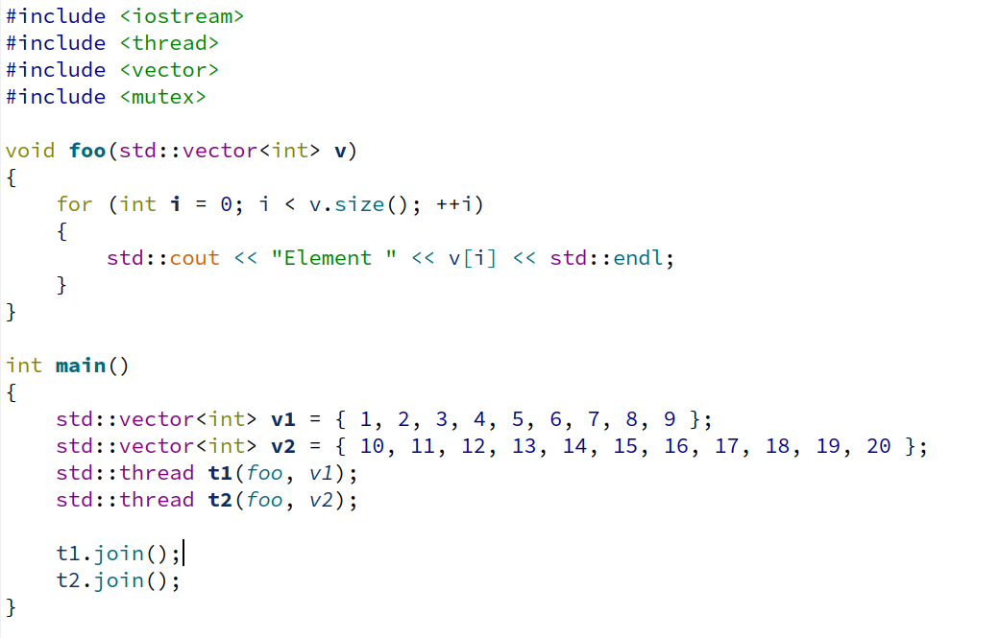 #include <iostream>
#include <thread>
#include <vector>
#include <mutex>

void foo(std::vector<int> v)
{
    for (int i = 0; i < v.size(); ++i)
    {
        std::cout << "Element " << v[i] << std::endl;
    }
}

int main()
{
    std::vector<int> v1 = { 1, 2, 3, 4, 5, 6, 7, 8, 9 };
    std::vector<int> v2 = { 10, 11, 12, 13, 14, 15, 16, 17, 18, 19, 20 };
    std::thread t1(foo, v1);
    std::thread t2(foo, v2);

    t1.join();
    t2.join();
}